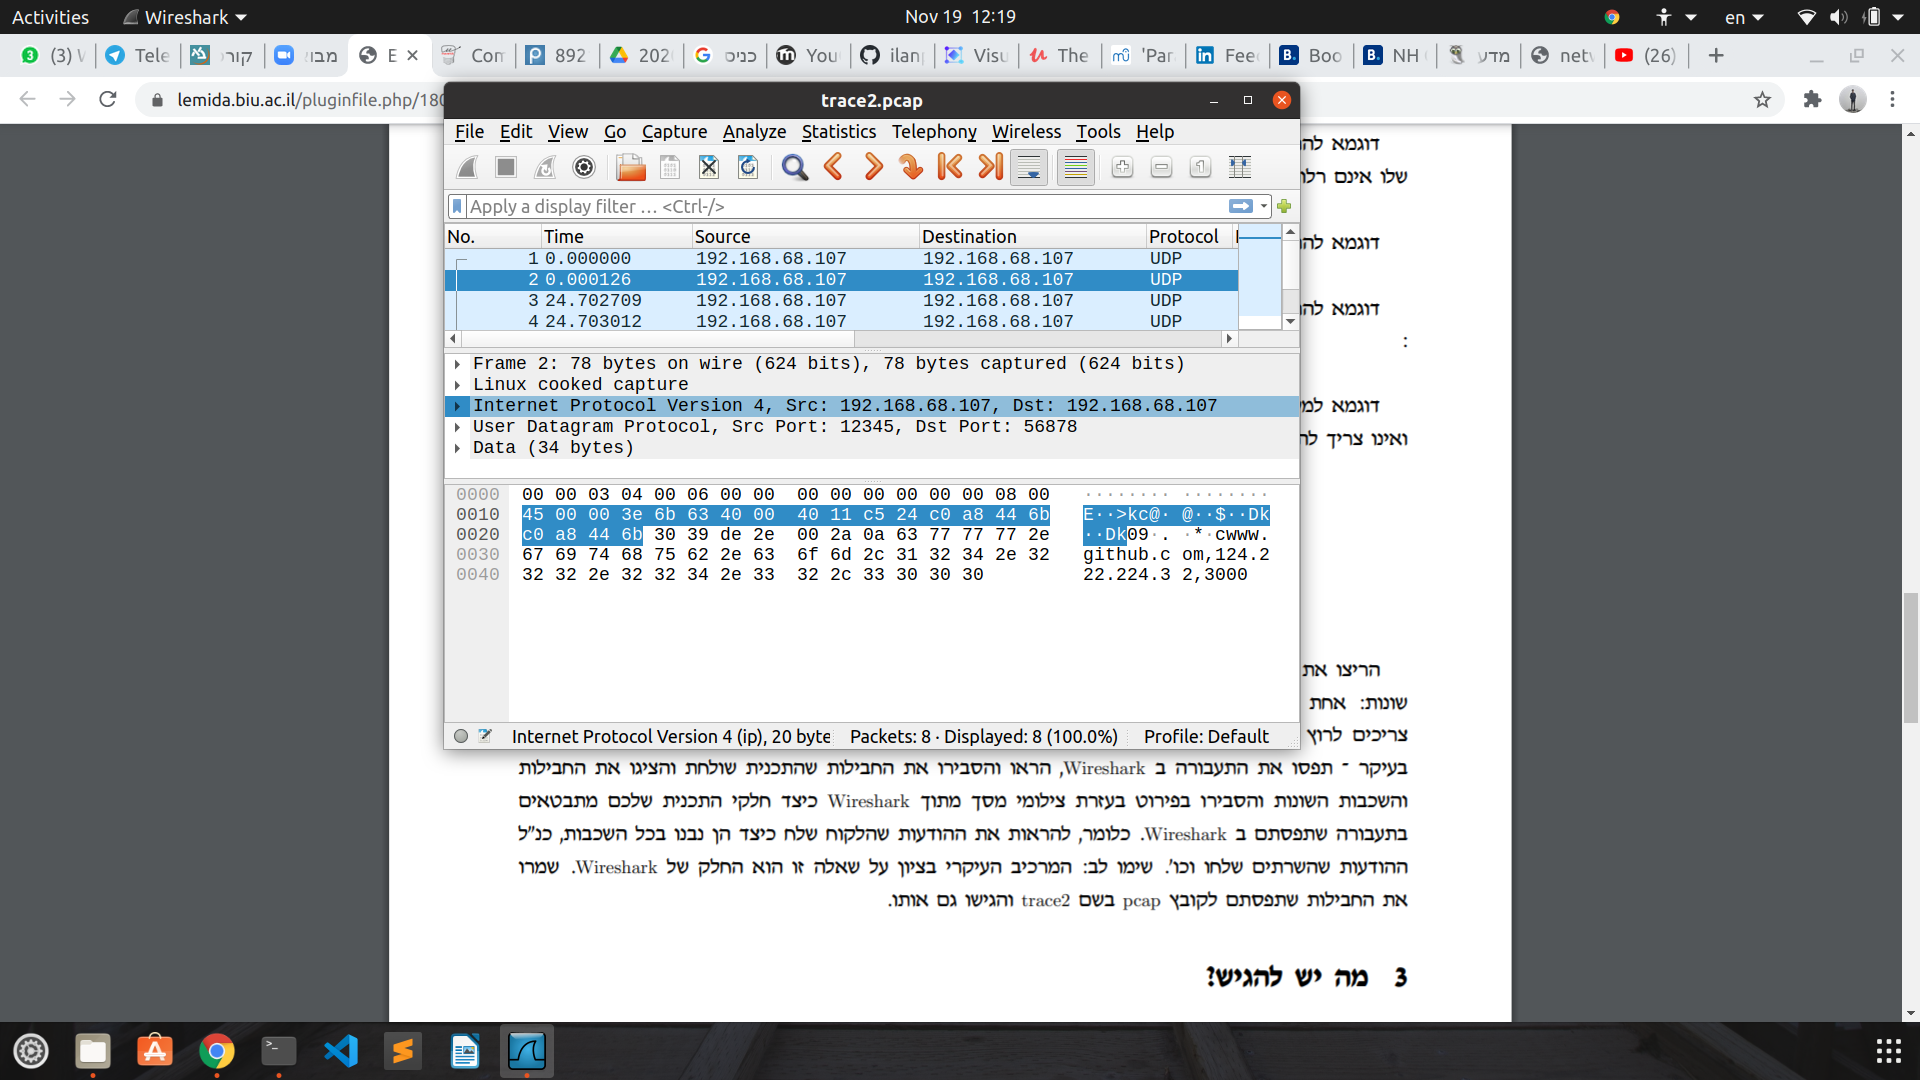 Activities
Wireshark
Nov 19 12:19
en
(3)
Tele
קור
מבו
E
Com
892
202
כניס
You
ilan
Visu
The
'Par
Fee
Boo
NH
מדע
net
(26)
lemida.biu.ac.il/pluginfile.php/180
trace2.pcap
File Edit View Go Capture Analyze Statistics Telephony Wireless Tools Help
Apply a display filter … <Ctrl-/>
No. Time Source Destination Protocol
1 0.000000 192.168.68.107 192.168.68.107 UDP
2 0.000126 192.168.68.107 192.168.68.107 UDP
3 24.702709 192.168.68.107 192.168.68.107 UDP
4 24.703012 192.168.68.107 192.168.68.107 UDP
Frame 2: 78 bytes on wire (624 bits), 78 bytes captured (624 bits)
Linux cooked capture
Internet Protocol Version 4, Src: 192.168.68.107, Dst: 192.168.68.107
User Datagram Protocol, Src Port: 12345, Dst Port: 56878
Data (34 bytes)
0000 00 00 03 04 00 06 00 00 00 00 00 00 00 00 08 00 ········ ········
0010 45 00 00 3e 6b 63 40 00 40 11 c5 24 c0 a8 44 6b E··>kc@· @··$··Dk
0020 c0 a8 44 6b 30 39 de 2e 00 2a 0a 63 77 77 77 2e ··Dk09·. ·*·cwww.
0030 67 69 74 68 75 62 2e 63 6f 6d 2c 31 32 34 2e 32 github.c om,124.2
0040 32 32 2e 32 32 34 2e 33 32 2c 33 30 30 30 22.224.3 2,3000
Internet Protocol Version 4 (ip), 20 byte
Packets: 8 · Displayed: 8 (100.0%)
Profile: Default
דוגמא
שלו אינם
דוגמא
דוגמא
:
דוגמא
ואינו צריך
הריצו את
שונות: אחת
צריכים לרוץ
בעיקר - תפסו את התעבורה ב Wireshark, הראו והסבירו את החבילות שהתכנית שולחת והציגו את החבילות
והשכבות השונות והסבירו בפירוט בעזרת צילומי מסך מתוך Wireshark כיצד חלקי התכנית שלכם מתבטאים
בתעבורה שתפסתם ב Wireshark. כלומר, להראות את ההודעות שהלקוח שלח כיצד הן נבנו בכל השכבות, כנ"ל
ההודעות שהשרתים שלחו וכו'. שימו לב: המרכיב העיקרי בציון על שאלה זו הוא החלק של Wireshark. שמרו
את החבילות שתפסתם לקובץ pcap בשם trace2 והגישו גם אותו.
3 מה יש להגיש?